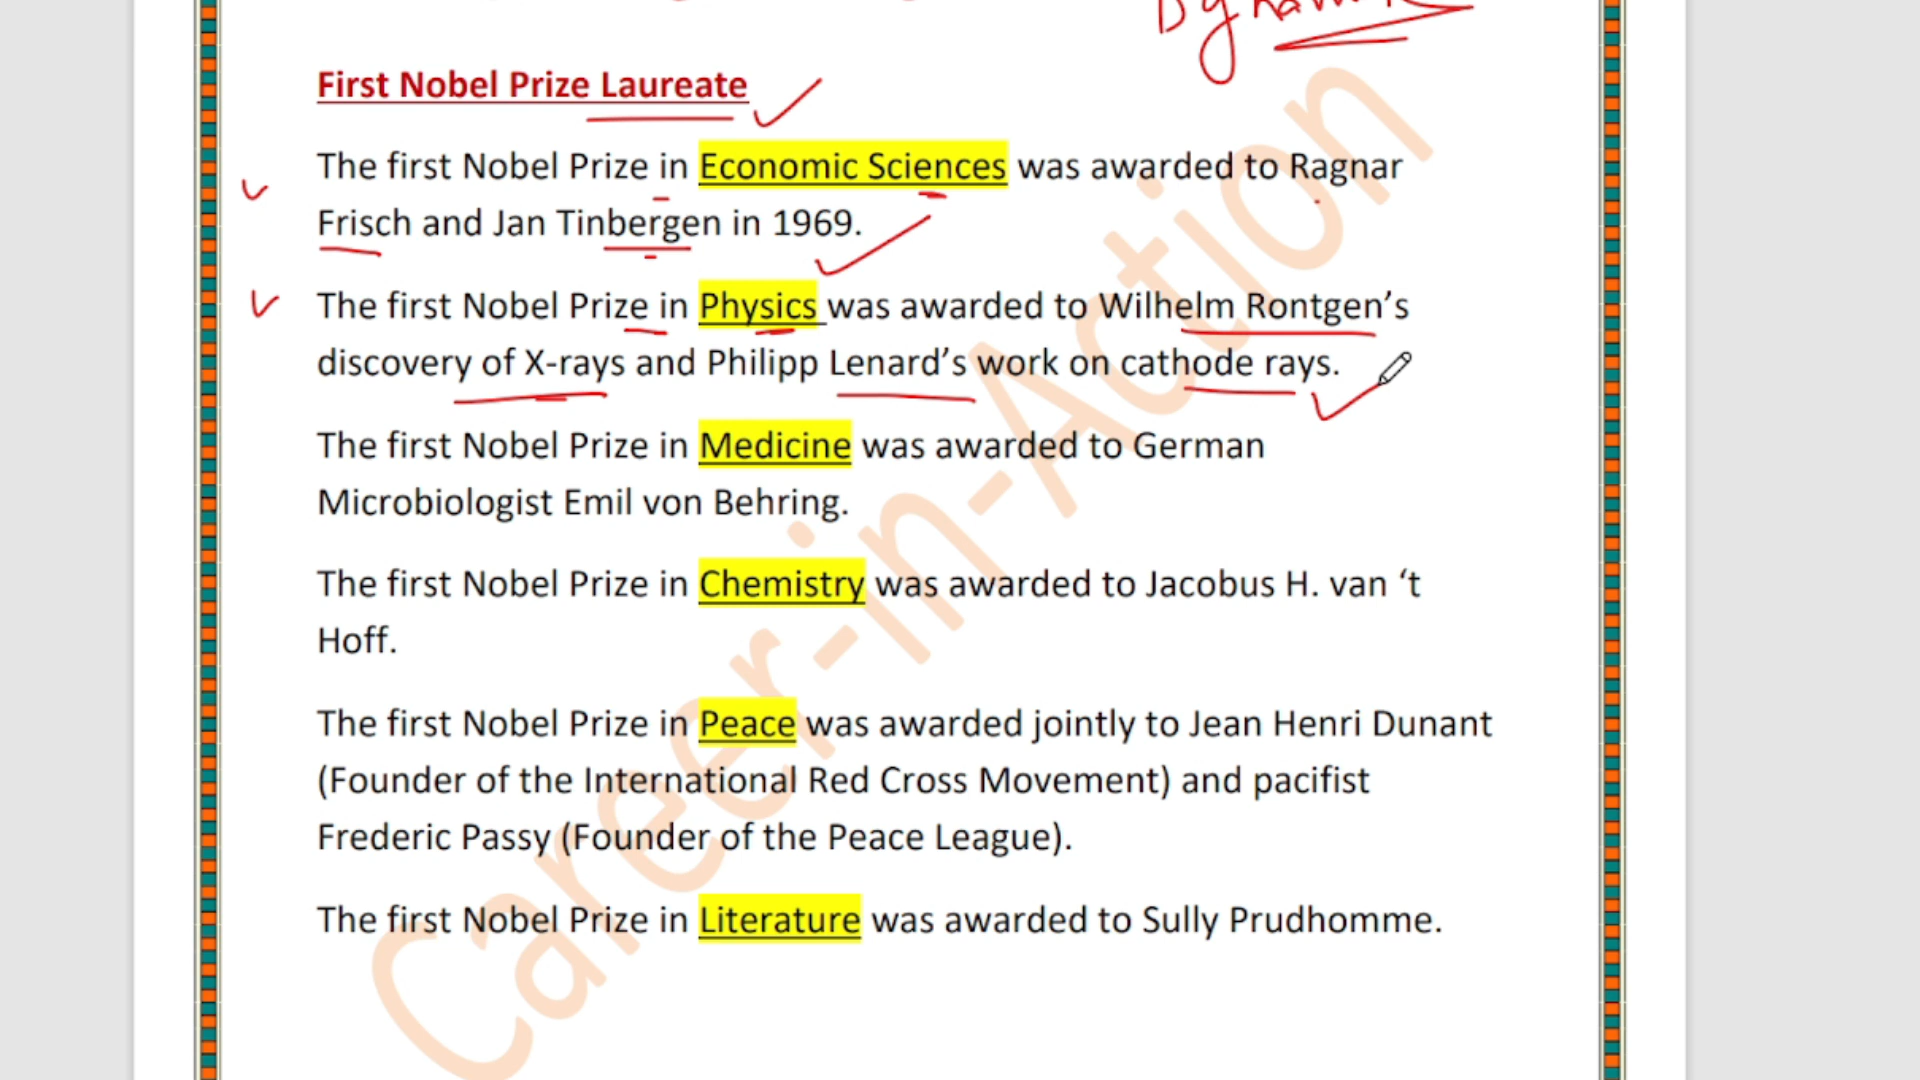 First Nobel Prize Laureate
The first Nobel Prize in Economic Sciences was awarded to Ragnar
Frisch and Jan Tinbergen in 1969.
The first Nobel Prize in Physics was awarded to Wilhelm Rontgen’s
discovery of X-rays and Philipp Lenard’s work on cathode rays.
The first Nobel Prize in Medicine was awarded to German
Microbiologist Emil von Behring.
The first Nobel Prize in Chemistry was awarded to Jacobus H. van ‘t
Hoff.
The first Nobel Prize in Peace was awarded jointly to Jean Henri Dunant
(Founder of the International Red Cross Movement) and pacifist
Frederic Passy (Founder of the Peace League).
The first Nobel Prize in Literature was awarded to Sully Prudhomme.
Career-in-Action